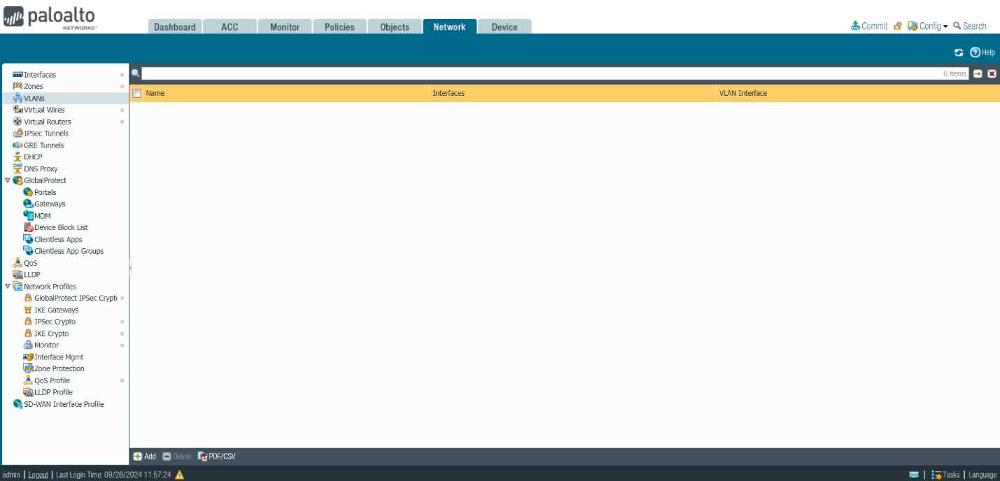 paloalto
NETWORKS®
Dashboard ACC Monitor Policies Objects Network Device
Commit Config Search
Help
Interfaces
Zones
VLANs
Virtual Wires
Virtual Routers
IPSec Tunnels
GRE Tunnels
DHCP
DNS Proxy
GlobalProtect
Portals
Gateways
MDM
Device Block List
Clientless Apps
Clientless App Groups
QoS
LLDP
Network Profiles
GlobalProtect IPSec Crypto
IKE Gateways
IPSec Crypto
IKE Crypto
Monitor
Interface Mgmt
Zone Protection
QoS Profile
LLDP Profile
SD-WAN Interface Profile
0 items
Name Interfaces VLAN Interface
Add Delete PDF/CSV
admin | Logout | Last Login Time: 09/26/2024 11:57:24
| Tasks | Language